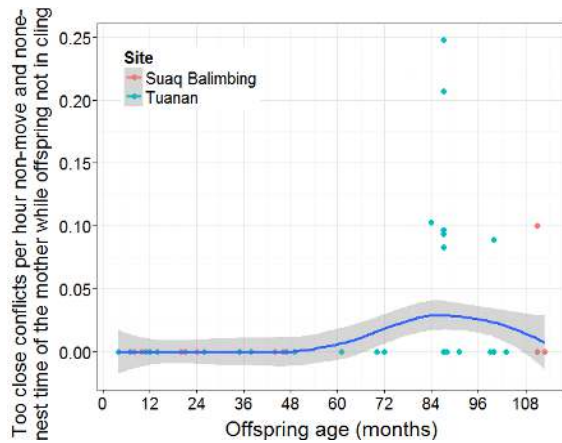 Too close conflicts per hour non-move and none-
nest time of the mother while offspring not in cling
0.25
0.20
0.15
0.10
0.05
0.00
Site
Suaq Balimbing
Tuanan
0 12 24 36 48 60 72 84 96 108
Offspring age (months)